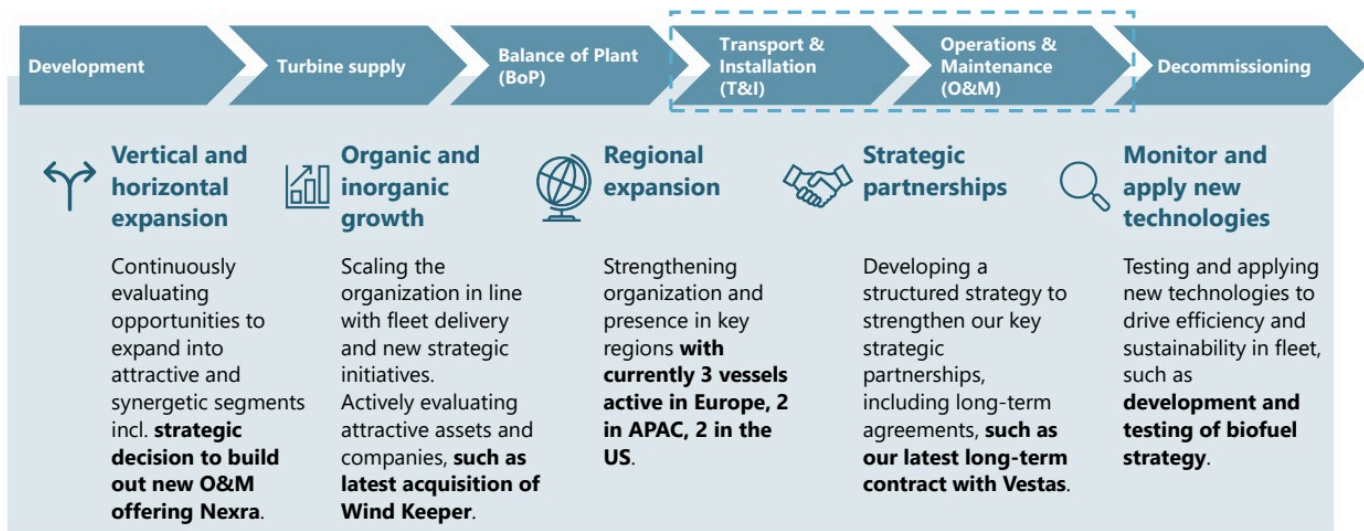 Development
Turbine supply
Balance of Plant
(BoP)
Transport &
Installation
(T&I)
Operations &
Maintenance
(O&M)
Decommissioning
Vertical and
horizontal
expansion
Continuously
evaluating
opportunities to
expand into
attractive and
synergetic segments
incl. strategic
decision to build
out new O&M
offering Nexra.
Organic and
inorganic
growth
Scaling the
organization in line
with fleet delivery
and new strategic
initiatives.
Actively evaluating
attractive assets and
companies, such as
latest acquisition of
Wind Keeper.
Regional
expansion
Strengthening
organization and
presence in key
regions with
currently 3 vessels
active in Europe, 2
in APAC, 2 in the
US.
Strategic
partnerships
Developing a
structured strategy to
strengthen our key
strategic
partnerships,
including long-term
agreements, such as
our latest long-term
contract with Vestas.
Monitor and
apply new
technologies
Testing and applying
new technologies to
drive efficiency and
sustainability in fleet,
such as
development and
testing of biofuel
strategy.